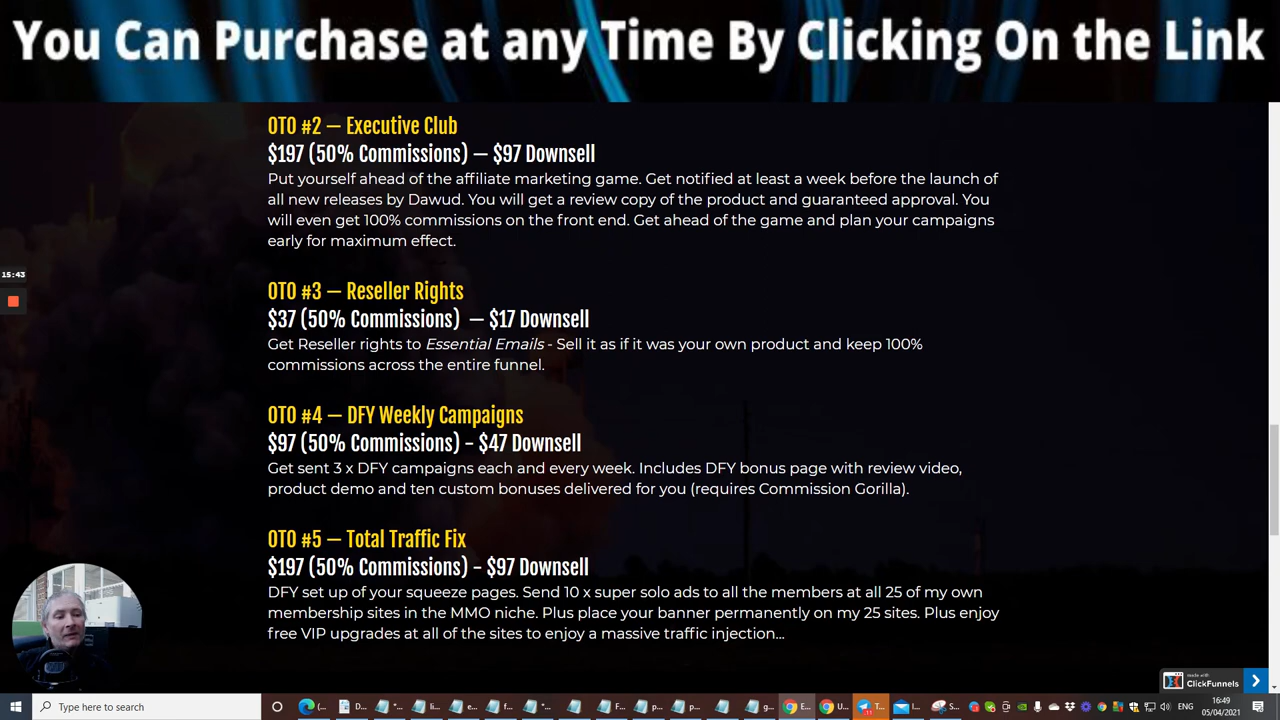 You Can Purchase at any Time By Clicking On the Link
OTO #2 — Executive Club
$197 (50% Commissions) — $97 Downsell
Put yourself ahead of the affiliate marketing game. Get notified at least a week before the launch of
all new releases by Dawud. You will get a review copy of the product and guaranteed approval. You
will even get 100% commissions on the front end. Get ahead of the game and plan your campaigns
early for maximum effect.
15:43
OTO #3 — Reseller Rights
$37 (50% Commissions) — $17 Downsell
Get Reseller rights to Essential Emails - Sell it as if it was your own product and keep 100%
commissions across the entire funnel.
OTO #4 — DFY Weekly Campaigns
$97 (50% Commissions) - $47 Downsell
Get sent 3 x DFY campaigns each and every week. Includes DFY bonus page with review video,
product demo and ten custom bonuses delivered for you (requires Commission Gorilla).
OTO #5 — Total Traffic Fix
$197 (50% Commissions) - $97 Downsell
DFY set up of your squeeze pages. Send 10 x super solo ads to all the members at all 25 of my own
membership sites in the MMO niche. Plus place your banner permanently on my 25 sites. Plus enjoy
free VIP upgrades at all of the sites to enjoy a massive traffic injection...
made with
ClickFunnels
Type here to search
ENG
16:49
05/04/2021